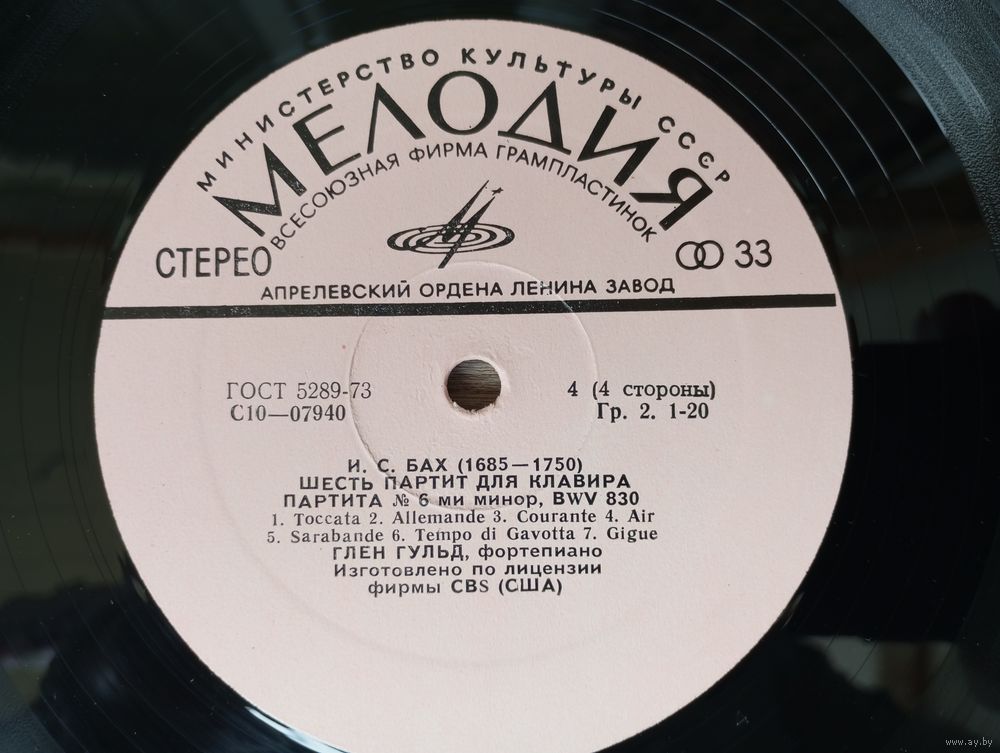 МИНИСТЕРСТВО КУЛЬТУРЫ СССР
МЕЛОДИЯ
ВСЕСОЮЗНАЯ ФИРМА ГРАМПЛАСТИНОК
СТЕРЕО
33
АПРЕЛЕВСКИЙ ОРДЕНА ЛЕНИНА ЗАВОД
ГОСТ 5289-73
С10—07940
4 (4 стороны)
Гр. 2. 1-20
И. С. БАХ (1685—1750)
ШЕСТЬ ПАРТИТ ДЛЯ КЛАВИРА
ПАРТИТА № 6 ми минор, BWV 830
1. Toccata 2. Allemande 3. Courante 4. Air
5. Sarabande 6. Tempo di Gavotta 7. Gigue
ГЛЕН ГУЛЬД, фортепиано
Изготовлено по лицензии
фирмы CBS (США)
www.ay.by